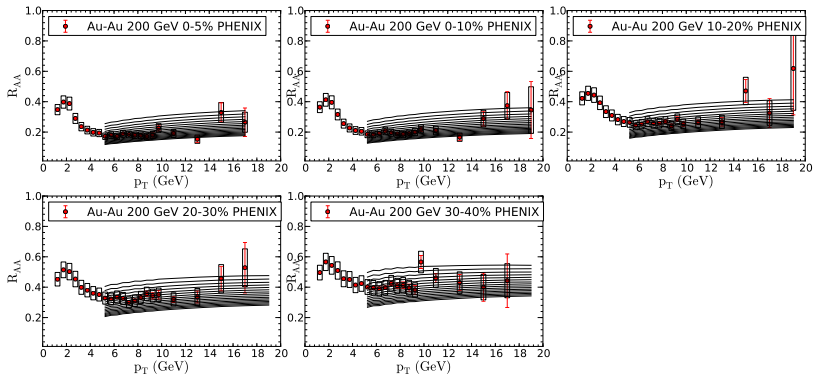 Au-Au 200 GeV 0-5% PHENIX
R_AA
1.0
0.8
0.6
0.4
0.2
0 2 4 6 8 10 12 14 16 18 20
p_T (GeV)
Au-Au 200 GeV 0-10% PHENIX
R_AA
1.0
0.8
0.6
0.4
0.2
0 2 4 6 8 10 12 14 16 18 20
p_T (GeV)
Au-Au 200 GeV 10-20% PHENIX
R_AA
1.0
0.8
0.6
0.4
0.2
0 2 4 6 8 10 12 14 16 18 20
p_T (GeV)
Au-Au 200 GeV 20-30% PHENIX
R_AA
1.0
0.8
0.6
0.4
0.2
0 2 4 6 8 10 12 14 16 18 20
p_T (GeV)
Au-Au 200 GeV 30-40% PHENIX
R_AA
1.0
0.8
0.6
0.4
0.2
0 2 4 6 8 10 12 14 16 18 20
p_T (GeV)